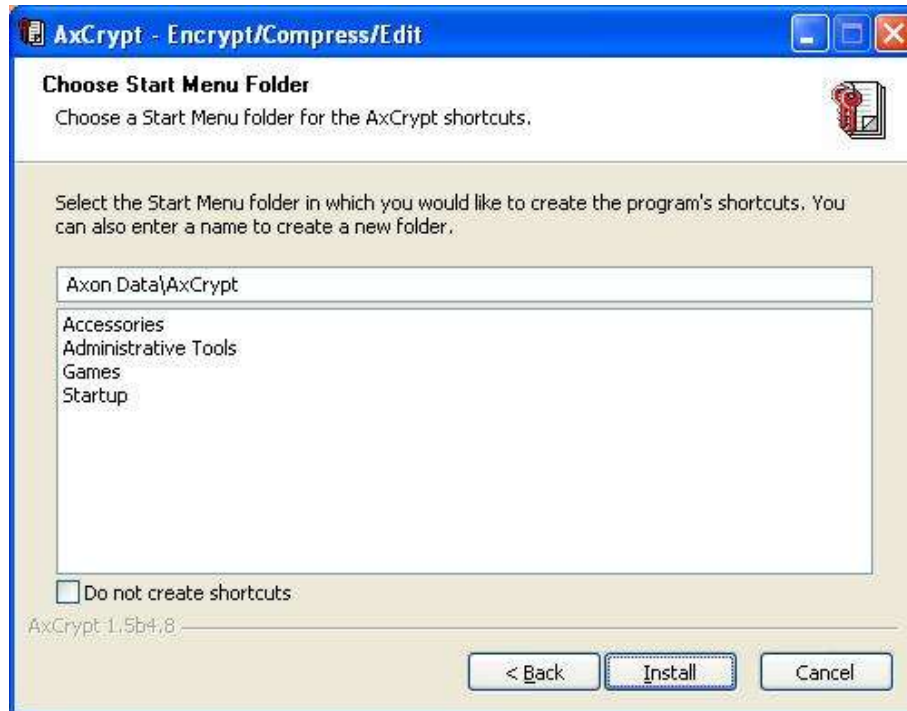 AxCrypt - Encrypt/Compress/Edit
Choose Start Menu Folder
Choose a Start Menu folder for the AxCrypt shortcuts.
Select the Start Menu folder in which you would like to create the program's shortcuts. You
can also enter a name to create a new folder.
Axon Data\AxCrypt
Accessories
Administrative Tools
Games
Startup
Do not create shortcuts
AxCrypt 1.5b4.8
< Back Install Cancel